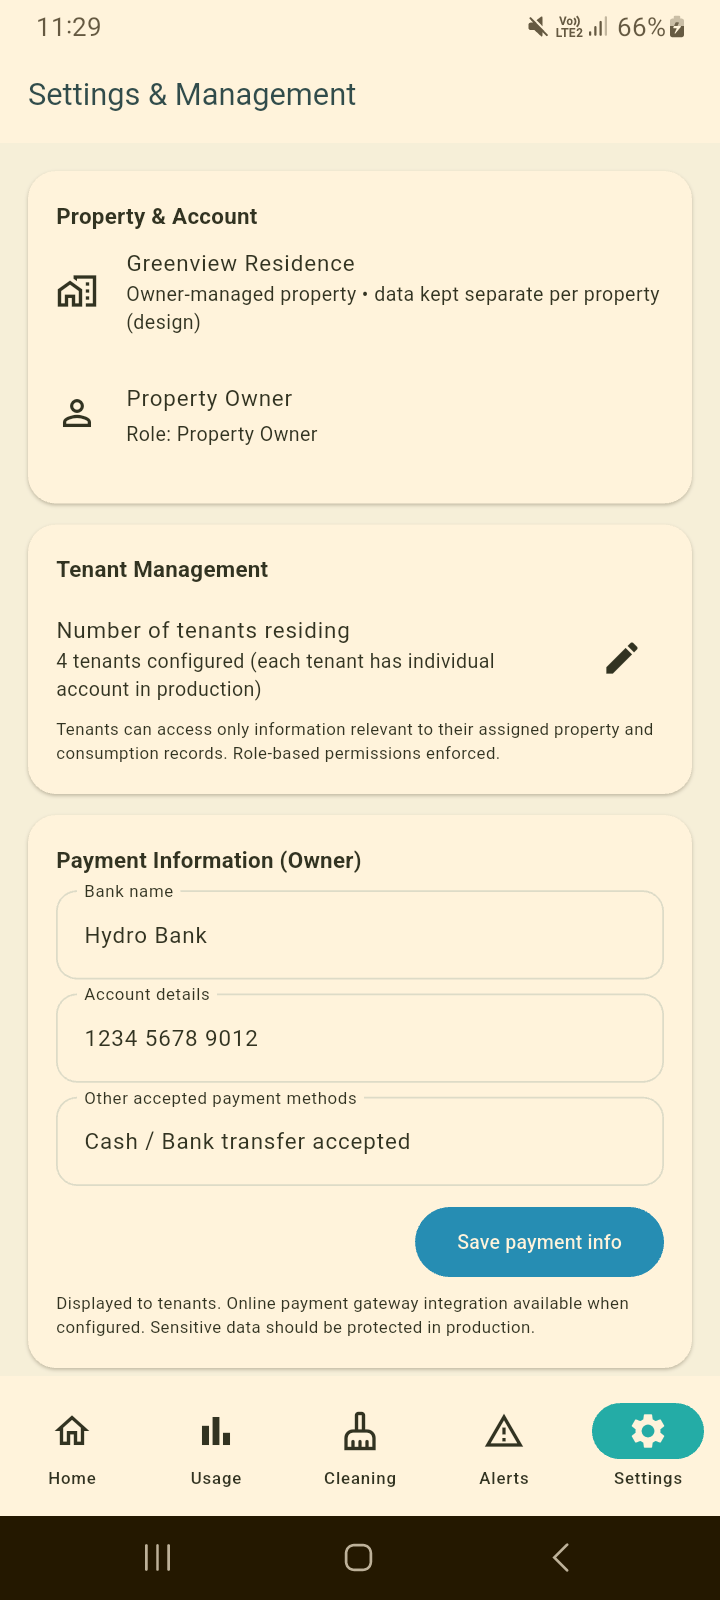 11:29
Vo))
LTE2
66%
Settings & Management
Property & Account
Greenview Residence
Owner-managed property • data kept separate per property
(design)
Property Owner
Role: Property Owner
Tenant Management
Number of tenants residing
4 tenants configured (each tenant has individual
account in production)
Tenants can access only information relevant to their assigned property and
consumption records. Role-based permissions enforced.
Payment Information (Owner)
Bank name
Hydro Bank
Account details
1234 5678 9012
Other accepted payment methods
Cash / Bank transfer accepted
Save payment info
Displayed to tenants. Online payment gateway integration available when
configured. Sensitive data should be protected in production.
Home
Usage
Cleaning
Alerts
Settings